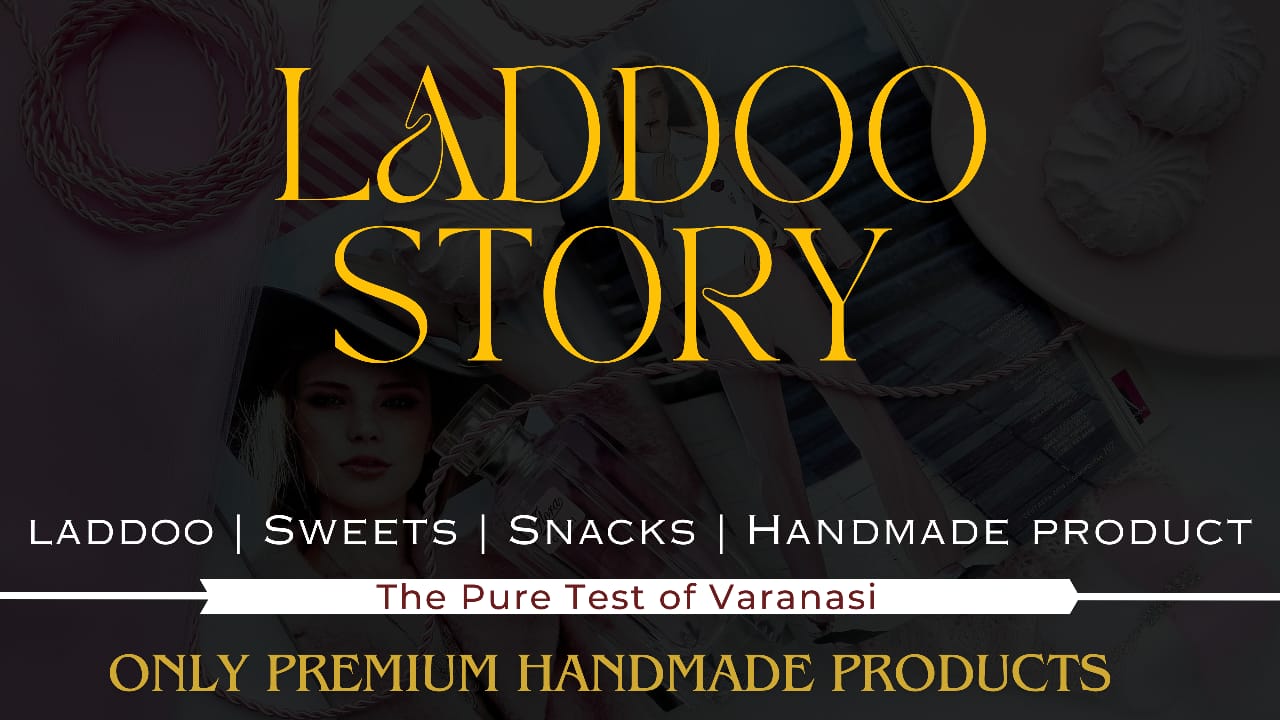 LADDOO
STORY
LADDOO | SWEETS | SNACKS | HANDMADE PRODUCT
The Pure Test of Varanasi
ONLY PREMIUM HANDMADE PRODUCTS